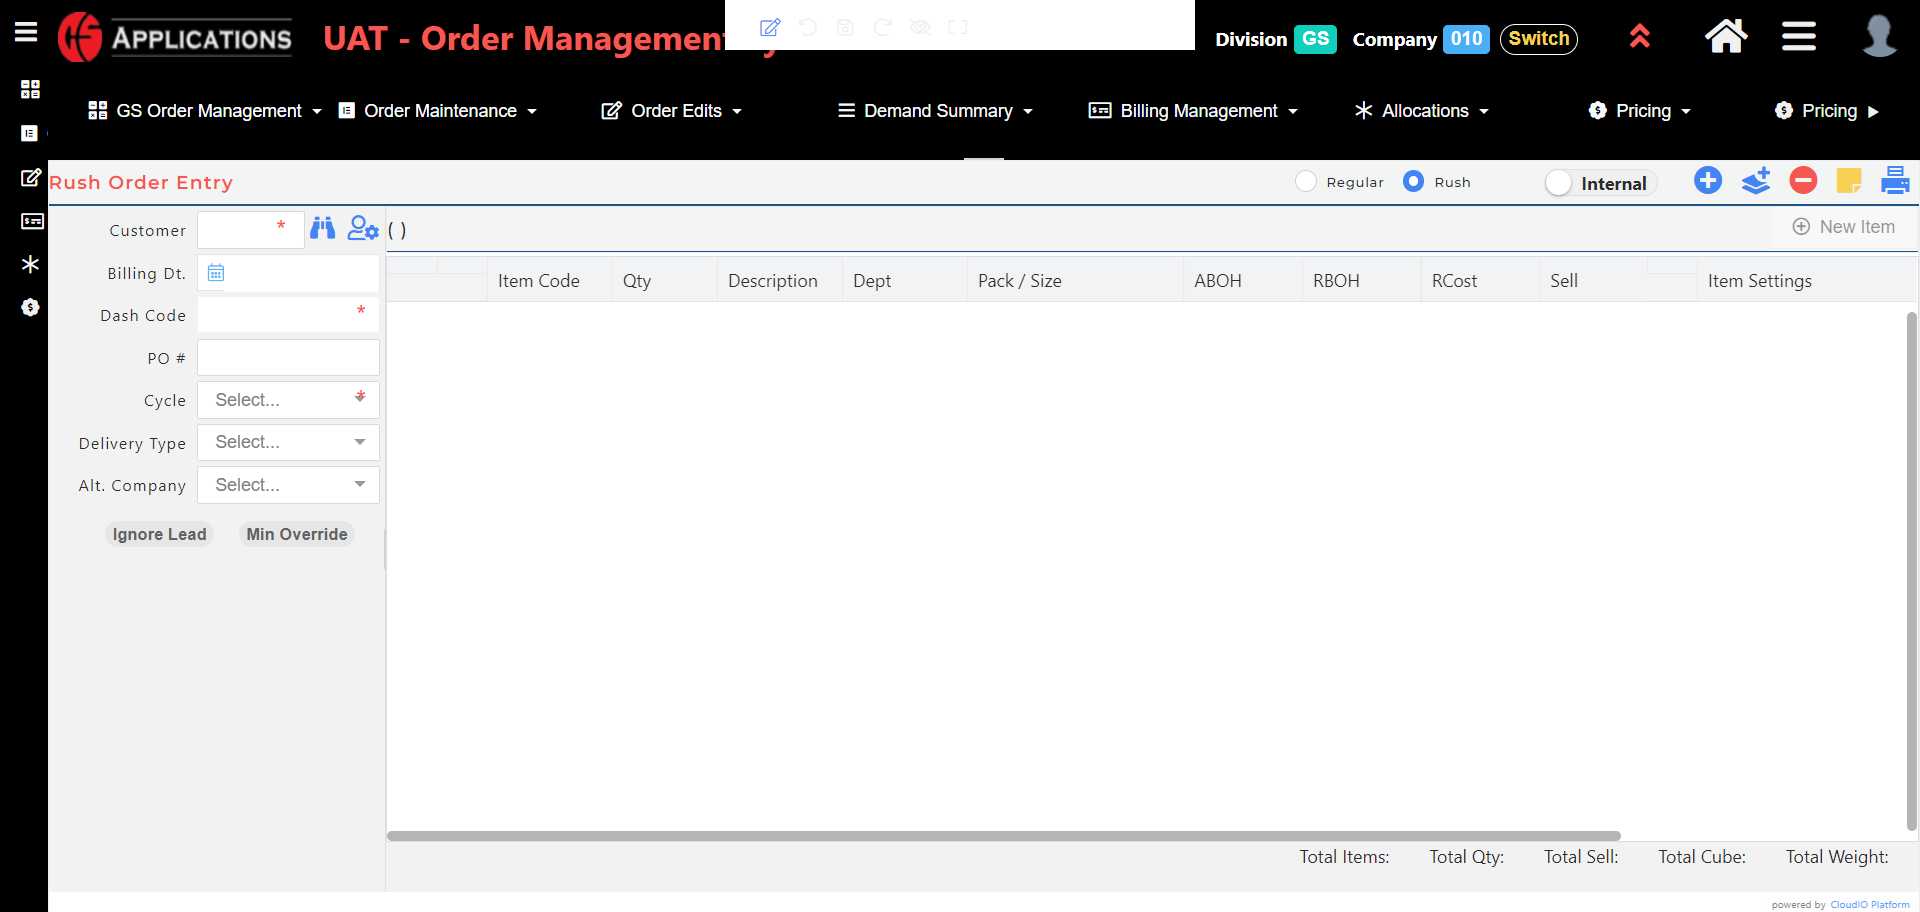 APPLICATIONS
UAT - Order Management
Division GS Company 010 Switch
GS Order Management
Order Maintenance
Order Edits
Demand Summary
Billing Management
Allocations
Pricing
Pricing
Rush Order Entry
Regular
Rush
Internal
Customer *
( )
New Item
Billing Dt.
Dash Code *
PO #
Cycle Select... *
Delivery Type Select...
Alt. Company Select...
Ignore Lead
Min Override
Item Code Qty Description Dept Pack / Size ABOH RBOH RCost Sell Item Settings
Total Items: Total Qty: Total Sell: Total Cube: Total Weight:
powered by CloudIO Platform